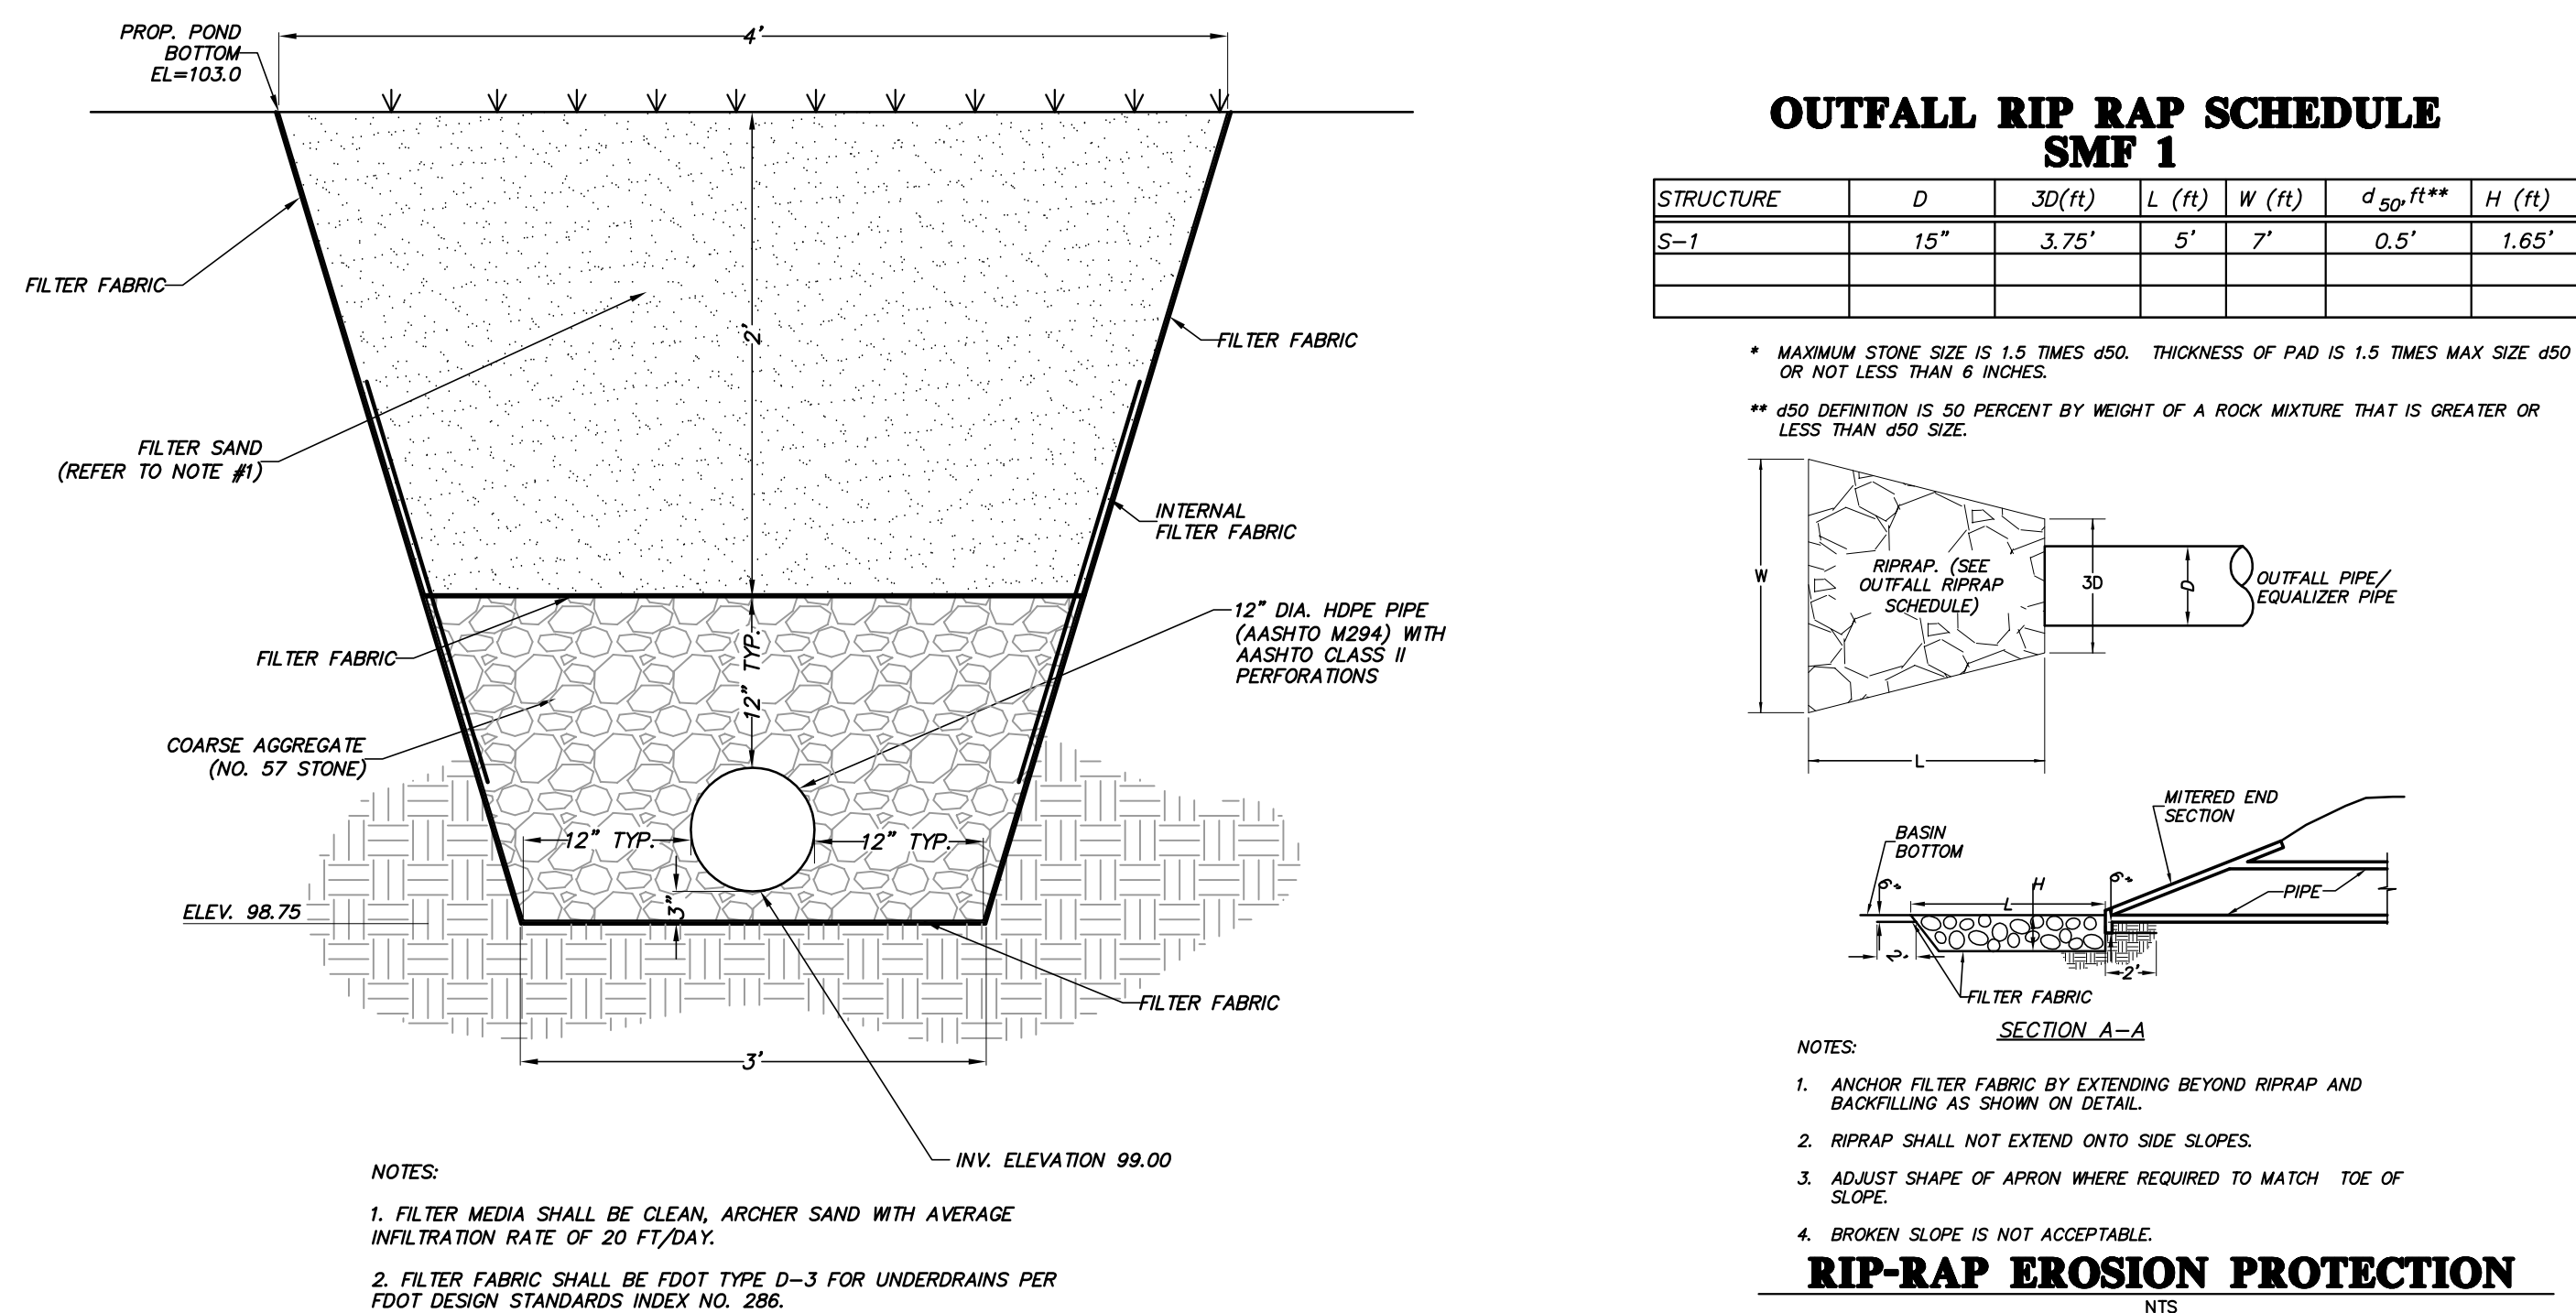 PROP. POND
BOTTOM
EL=103.0
4'
FILTER FABRIC
2'
FILTER FABRIC
FILTER SAND
(REFER TO NOTE #1)
INTERNAL
FILTER FABRIC
12" DIA. HDPE PIPE
(AASHTO M294) WITH
AASHTO CLASS II
PERFORATIONS
FILTER FABRIC
12" TYP.
COARSE AGGREGATE
(NO. 57 STONE)
12" TYP.
12" TYP.
3"
ELEV. 98.75
FILTER FABRIC
3'
INV. ELEVATION 99.00
NOTES:
1. FILTER MEDIA SHALL BE CLEAN, ARCHER SAND WITH AVERAGE
INFILTRATION RATE OF 20 FT/DAY.
2. FILTER FABRIC SHALL BE FDOT TYPE D-3 FOR UNDERDRAINS PER
FDOT DESIGN STANDARDS INDEX NO. 286.
OUTFALL RIP RAP SCHEDULE
SMF 1
STRUCTURE D 3D(ft) L (ft) W (ft) d 50, ft** H (ft)
S-1 15" 3.75' 5' 7' 0.5' 1.65'
* MAXIMUM STONE SIZE IS 1.5 TIMES d50. THICKNESS OF PAD IS 1.5 TIMES MAX SIZE d50
OR NOT LESS THAN 6 INCHES.
** d50 DEFINITION IS 50 PERCENT BY WEIGHT OF A ROCK MIXTURE THAT IS GREATER OR
LESS THAN d50 SIZE.
W
RIPRAP. (SEE
OUTFALL RIPRAP
SCHEDULE)
3D
D
OUTFALL PIPE/
EQUALIZER PIPE
L
MITERED END
SECTION
BASIN
BOTTOM
6"
L
H
6"
PIPE
2'
2'
FILTER FABRIC
SECTION A-A
NOTES:
1. ANCHOR FILTER FABRIC BY EXTENDING BEYOND RIPRAP AND
BACKFILLING AS SHOWN ON DETAIL.
2. RIPRAP SHALL NOT EXTEND ONTO SIDE SLOPES.
3. ADJUST SHAPE OF APRON WHERE REQUIRED TO MATCH TOE OF
SLOPE.
4. BROKEN SLOPE IS NOT ACCEPTABLE.
RIP-RAP EROSION PROTECTION
NTS